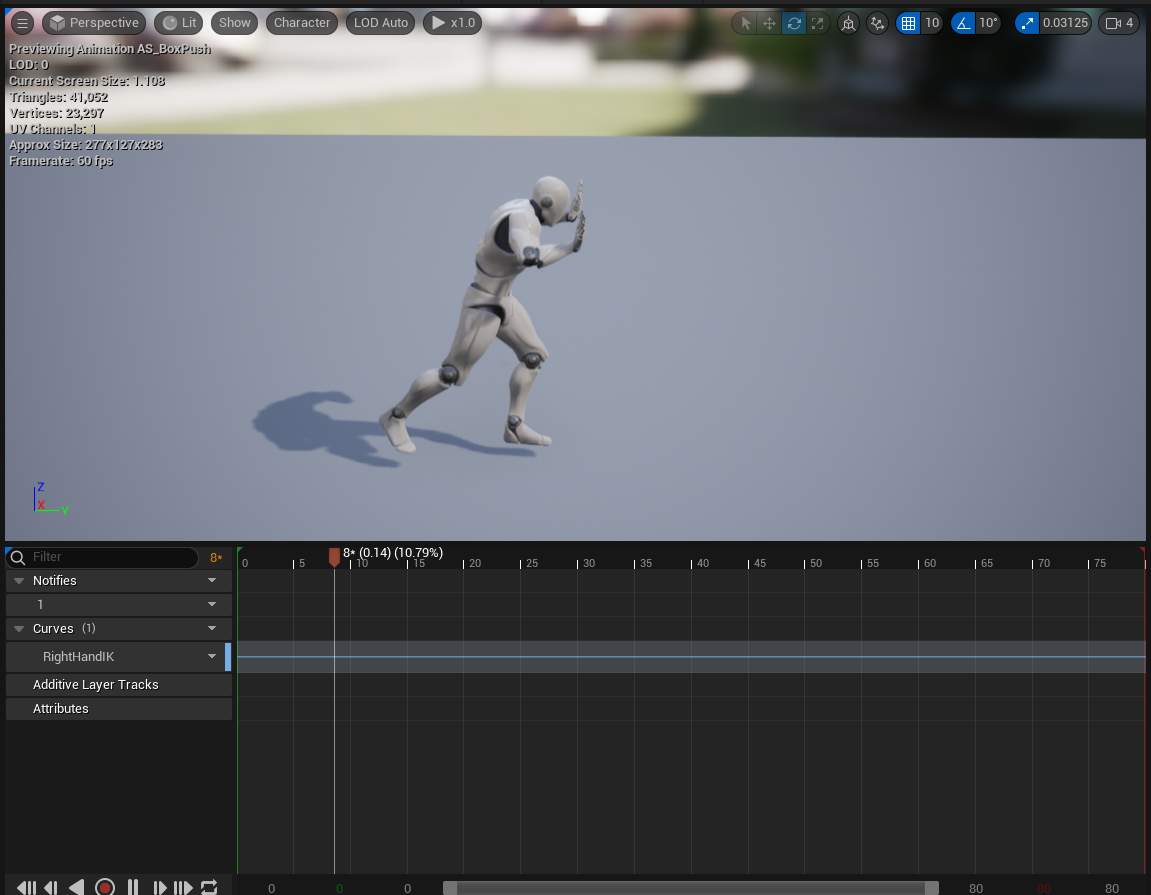 Perspective Lit Show Character LOD Auto x1.0 10 10° 0.03125 4
Previewing Animation AS_BoxPush
LOD: 0
Current Screen Size: 1.108
Triangles: 41,052
Vertices: 23,297
UV Channels: 1
Approx Size: 277x127x283
Framerate: 60 fps
Z
X
Y
Filter 8*
8* (0.14) (10.79%)
0 5 10 15 20 25 30 35 40 45 50 55 60 65 70 75
Notifies
1
Curves (1)
RightHandIK
Additive Layer Tracks
Attributes
0 0 0 80 80 80